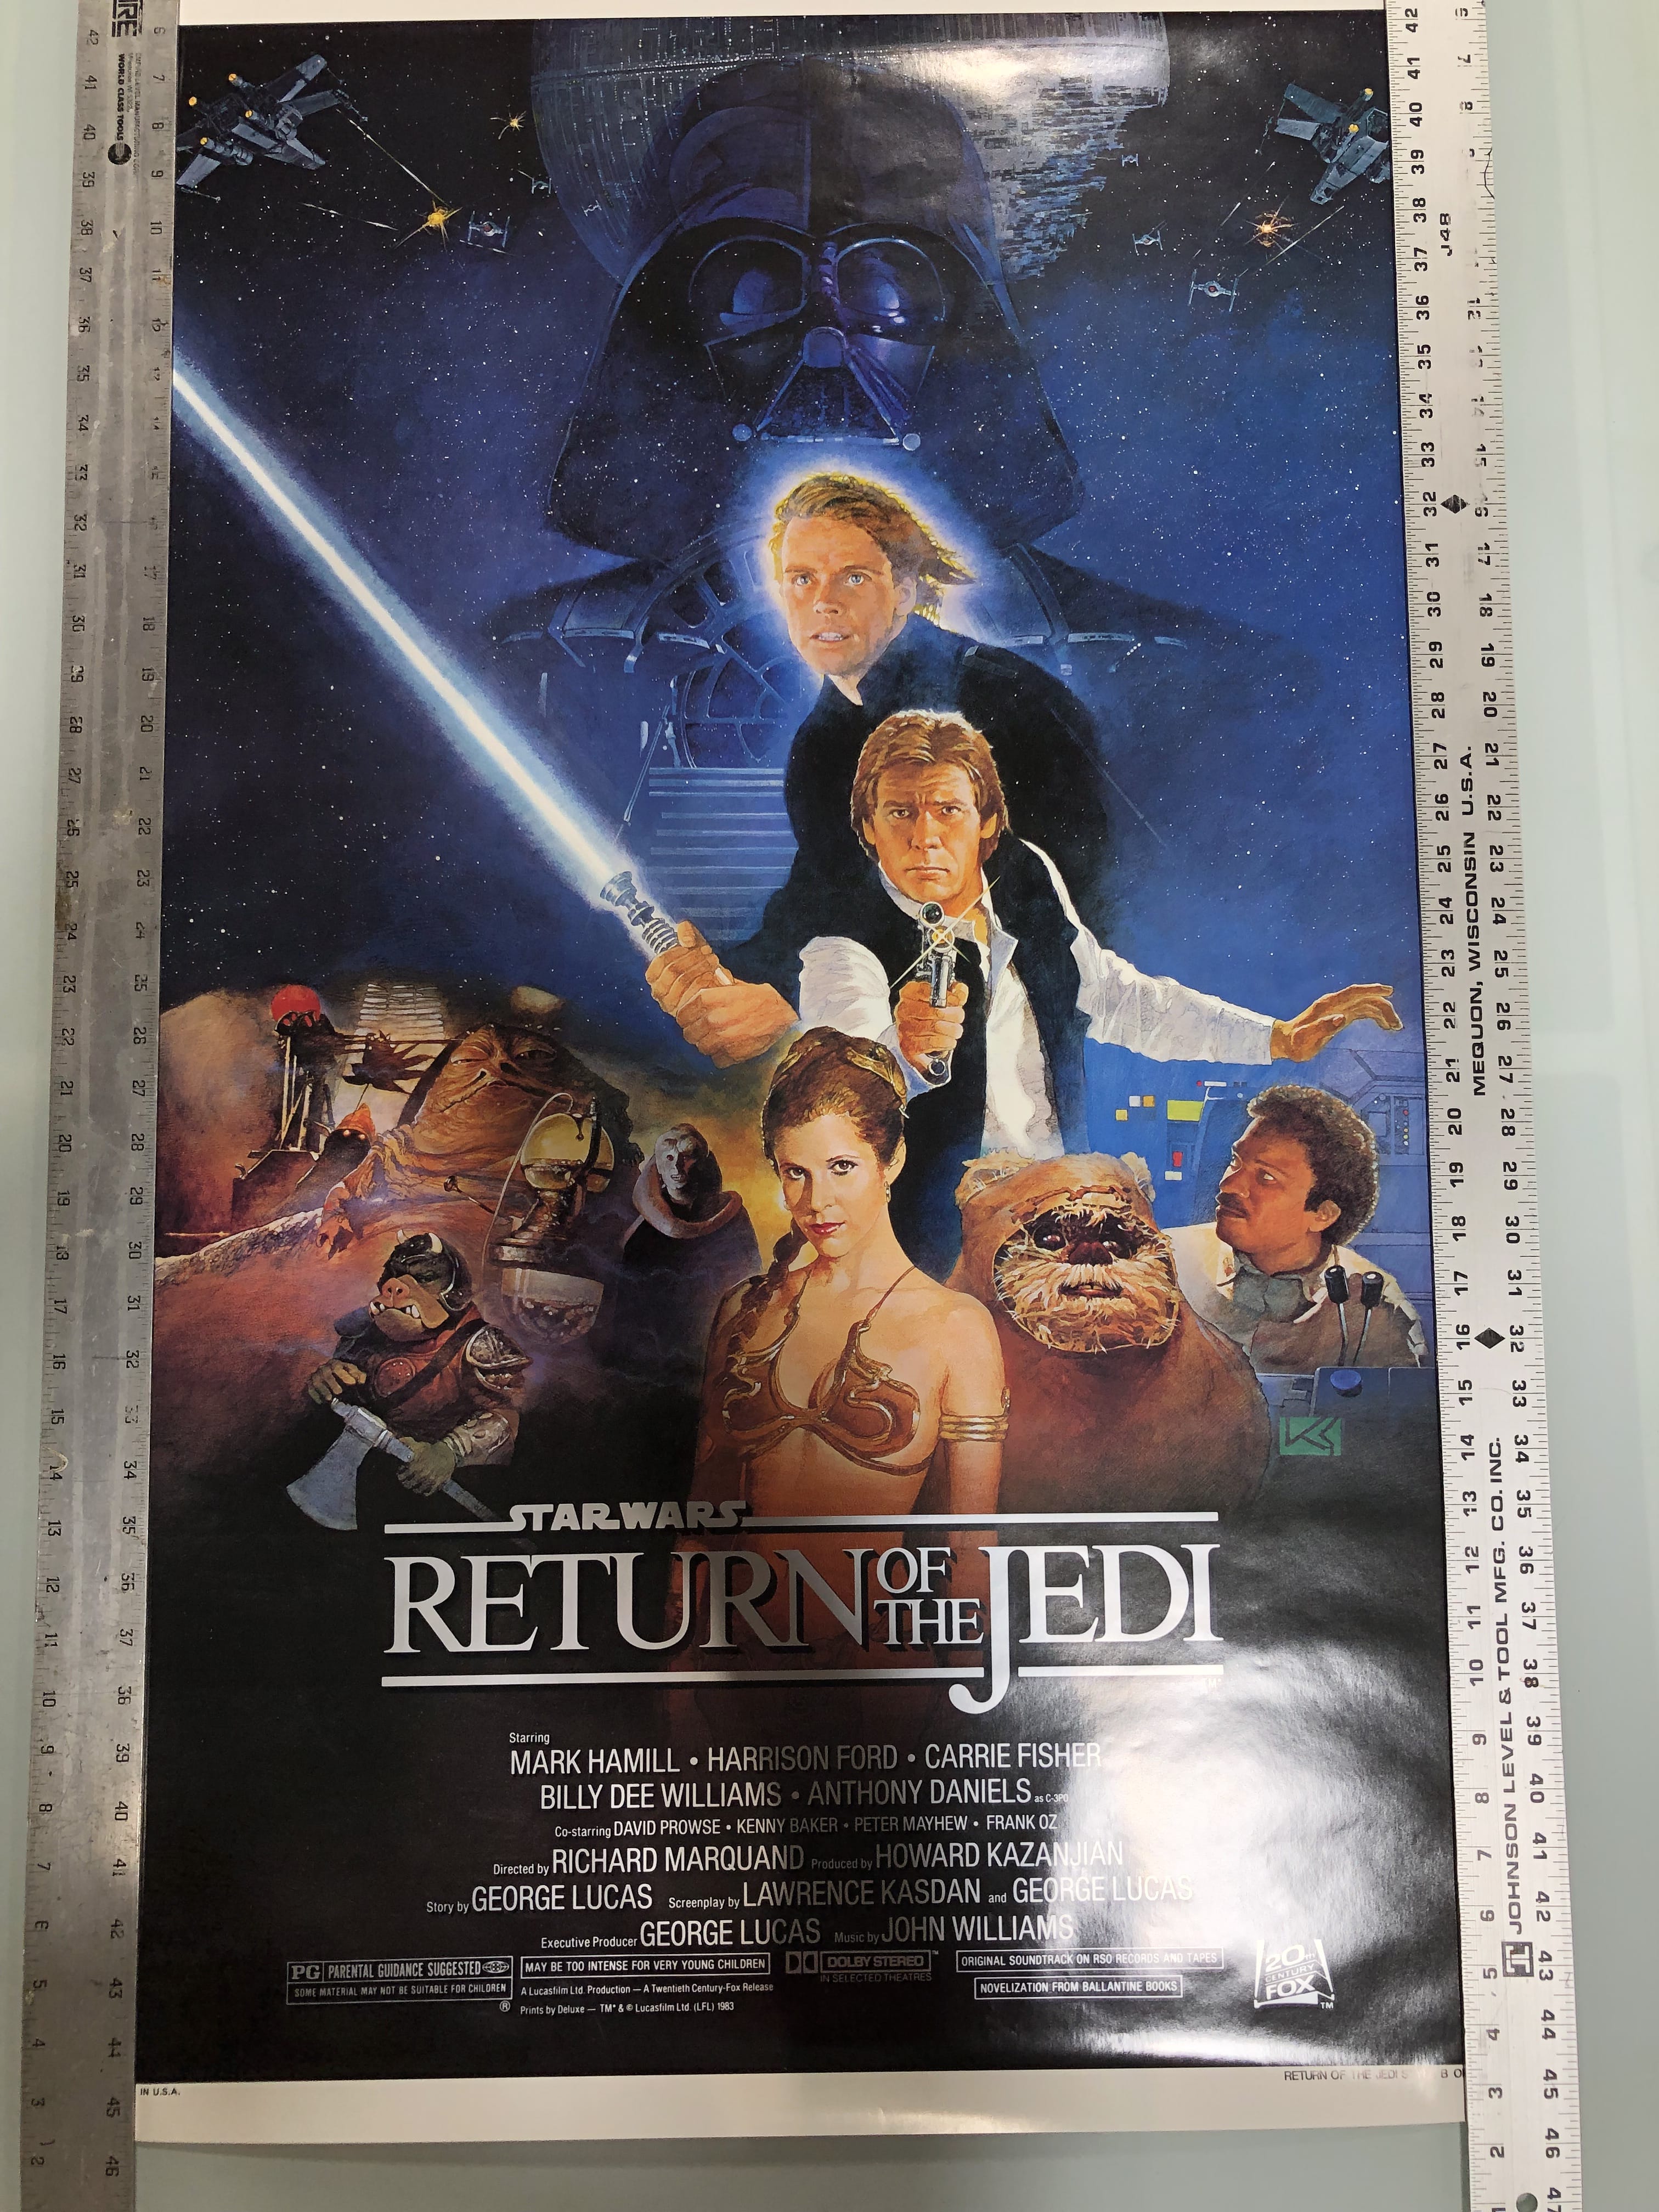 WORLD CLASS TOOLS
J48
MEQUON, WISCONSIN U.S.A.
JOHNSON LEVEL & TOOL MFG. CO. INC.
STAR WARS
RETURN OF THE JEDI
Starring
MARK HAMILL • HARRISON FORD • CARRIE FISHER
BILLY DEE WILLIAMS • ANTHONY DANIELS as C-3PO
Co-starring DAVID PROWSE • KENNY BAKER • PETER MAYHEW • FRANK OZ
Directed by RICHARD MARQUAND Produced by HOWARD KAZANJIAN
Story by GEORGE LUCAS Screenplay by LAWRENCE KASDAN and GEORGE LUCAS
Executive Producer GEORGE LUCAS Music by JOHN WILLIAMS
PG PARENTAL GUIDANCE SUGGESTED
SOME MATERIAL MAY NOT BE SUITABLE FOR CHILDREN
®
MAY BE TOO INTENSE FOR VERY YOUNG CHILDREN
A Lucasfilm Ltd. Production — A Twentieth Century-Fox Release
Prints by Deluxe — TM* & © Lucasfilm Ltd. (LFL) 1983
DOLBY STEREO™
IN SELECTED THEATRES
ORIGINAL SOUNDTRACK ON RSO RECORDS AND TAPES
NOVELIZATION FROM BALLANTINE BOOKS
20TH
CENTURY
FOX
TM
IN U.S.A.
RETURN OF THE JEDI